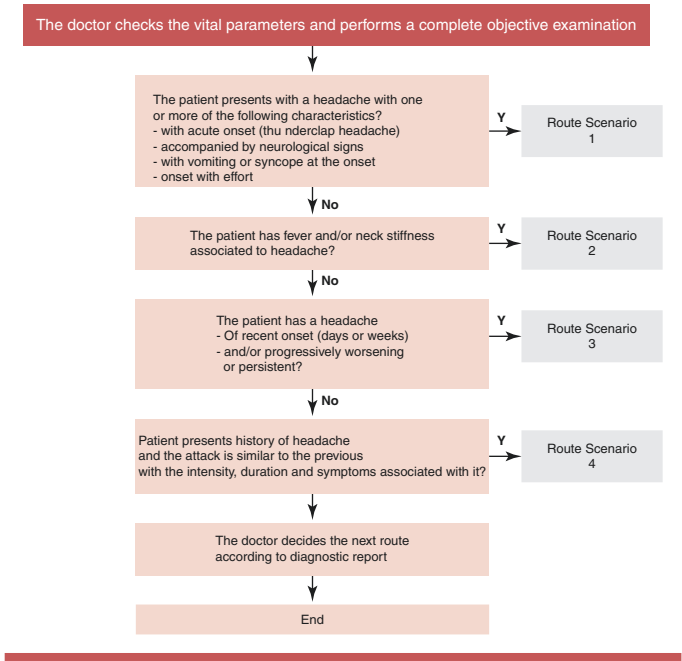 The doctor checks the vital parameters and performs a complete objective examination
The patient presents with a headache with one
or more of the following characteristics?
- with acute onset (thu nderclap headache)
- accompanied by neurological signs
- with vomiting or syncope at the onset
- onset with effort
Y
Route Scenario
1
No
The patient has fever and/or neck stiffness
associated to headache?
Y
Route Scenario
2
No
The patient has a headache
- Of recent onset (days or weeks)
- and/or progressively worsening
or persistent?
Y
Route Scenario
3
No
Patient presents history of headache
and the attack is similar to the previous
with the intensity, duration and symptoms associated with it?
Y
Route Scenario
4
The doctor decides the next route
according to diagnostic report
End